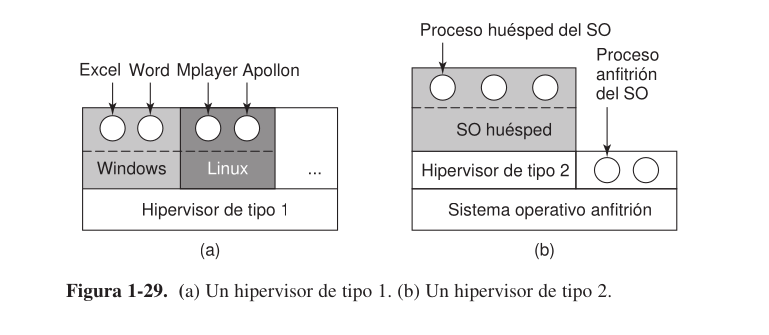 Excel Word Mplayer Apollon
Windows
Linux
...
Hipervisor de tipo 1
(a)
Proceso huésped del SO
Proceso
anfitrión
del SO
SO huésped
Hipervisor de tipo 2
Sistema operativo anfitrión
(b)
Figura 1-29. (a) Un hipervisor de tipo 1. (b) Un hipervisor de tipo 2.